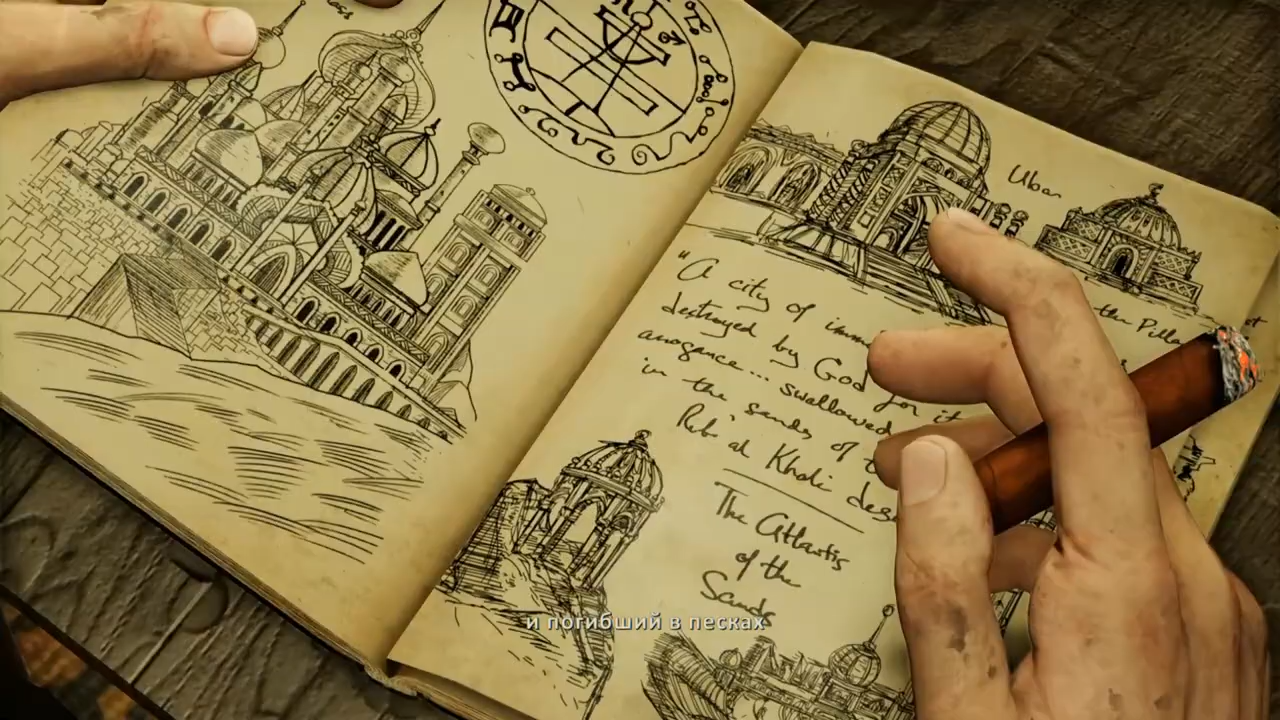 Ubar
"A city of
destroyed by God for it
arrogance... swallowed
in the sands of
Rub' al Khali
The Atlantis
of the
Sands
и погибший в песках